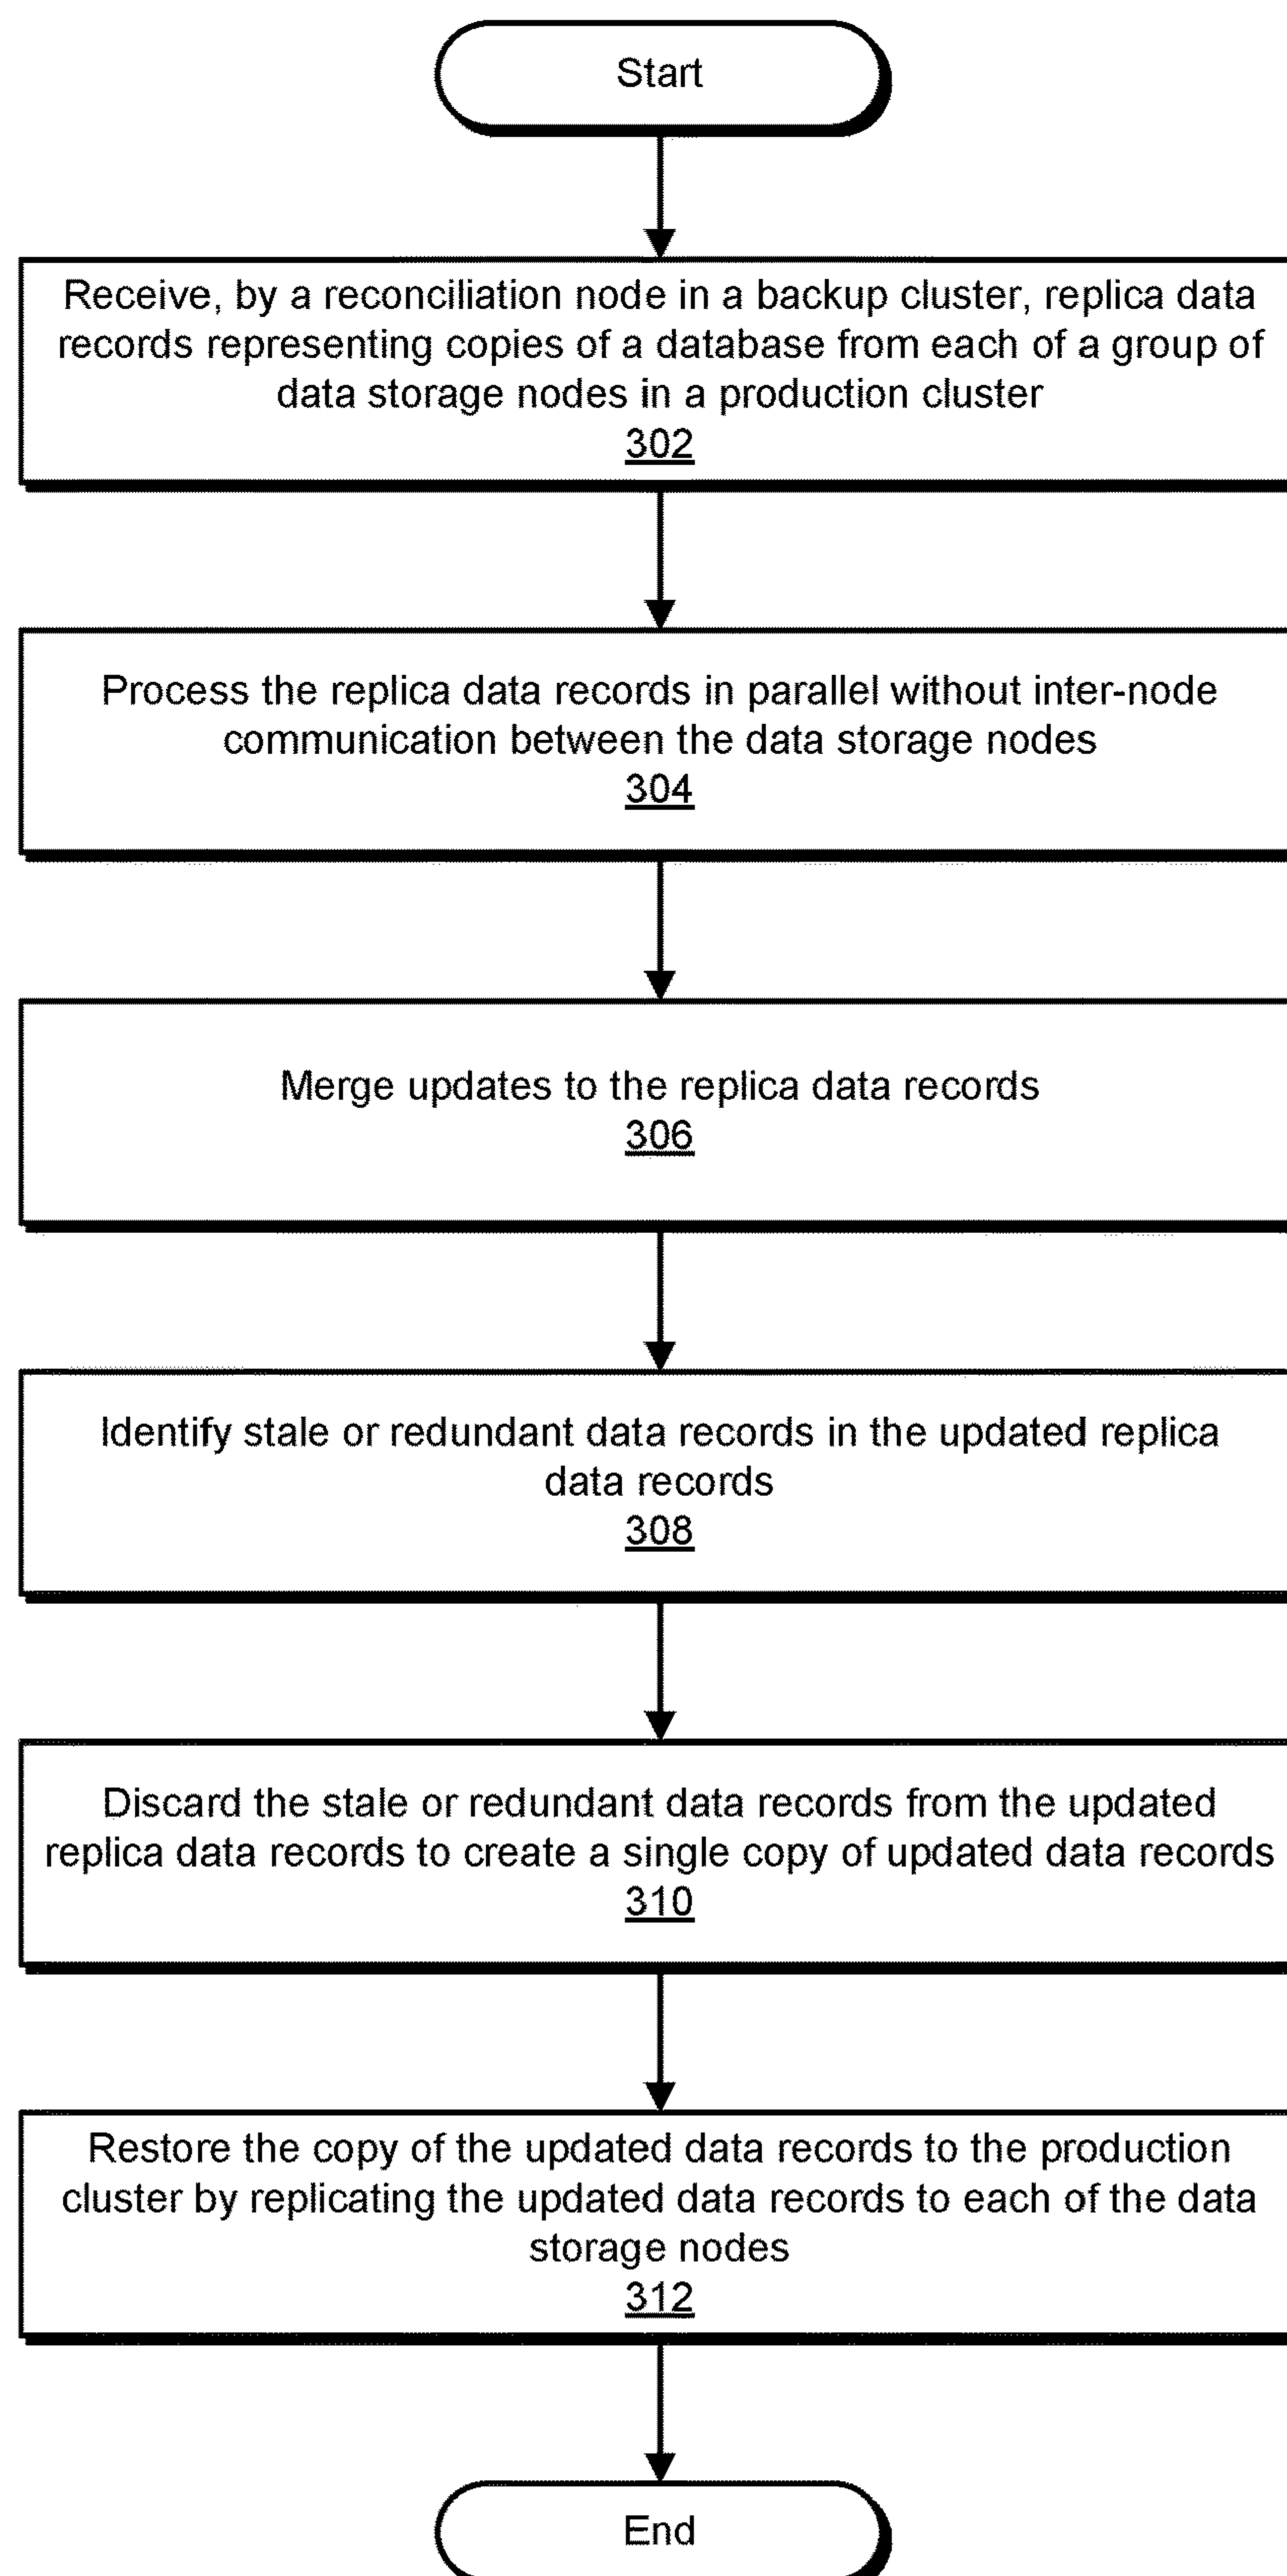 Start
Receive, by a reconciliation node in a backup cluster, replica data
records representing copies of a database from each of a group of
data storage nodes in a production cluster
302
Process the replica data records in parallel without inter-node
communication between the data storage nodes
304
Merge updates to the replica data records
306
Identify stale or redundant data records in the updated replica
data records
308
Discard the stale or redundant data records from the updated
replica data records to create a single copy of updated data records
310
Restore the copy of the updated data records to the production
cluster by replicating the updated data records to each of the data
storage nodes
312
End